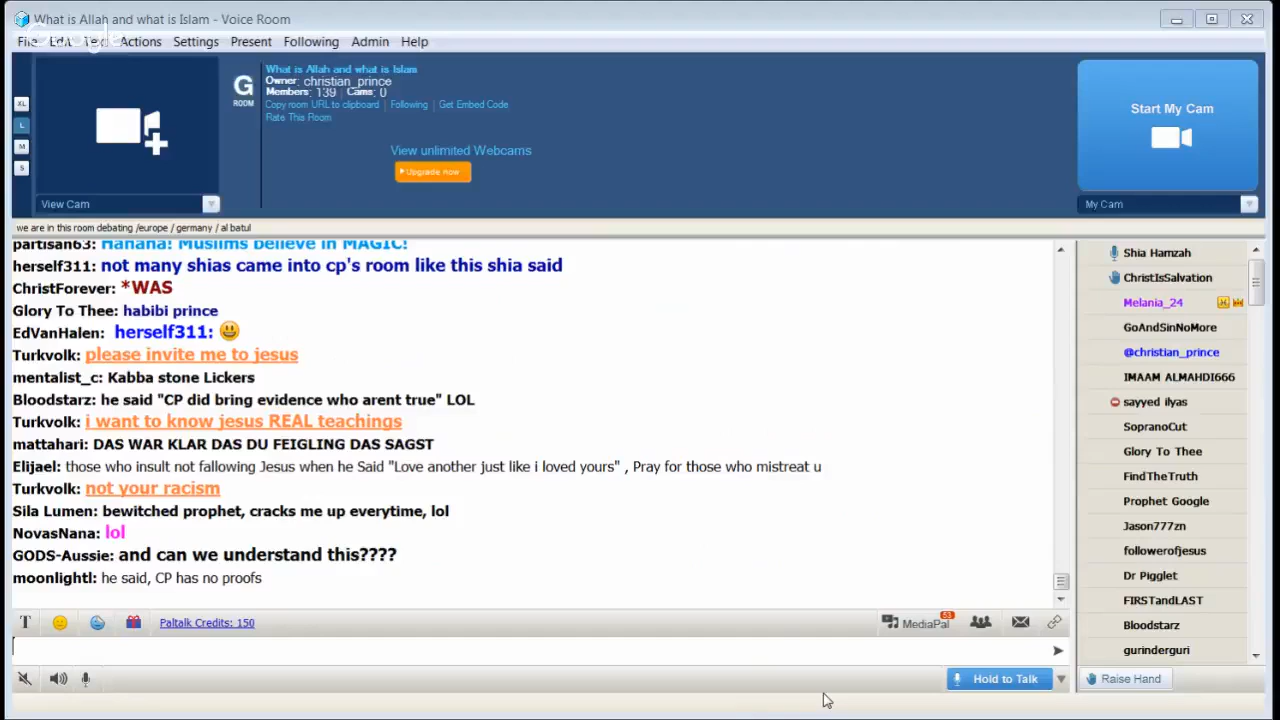 What is Allah and what is Islam - Voice Room
File Edit Text Actions Settings Present Following Admin Help
Google
G
ROOM
What is Allah and what is Islam
Owner: christian_prince
Members: 139 | Cams: 0
Copy room URL to clipboard | Following | Get Embed Code
Rate This Room
View unlimited Webcams
Upgrade now
XL
L
M
S
View Cam
Start My Cam
My Cam
we are in this room debating /europe / germany / al batul
partisan63: Hahaha! Muslims believe in MAGIC!
herself311: not many shias came into cp's room like this shia said
ChristForever: *WAS
Glory To Thee: habibi prince
EdVanHalen: herself311:
Turkvolk: please invite me to jesus
mentalist_c: Kabba stone Lickers
Bloodstarz: he said "CP did bring evidence who arent true" LOL
Turkvolk: i want to know jesus REAL teachings
mattahari: DAS WAR KLAR DAS DU FEIGLING DAS SAGST
Elijael: those who insult not fallowing Jesus when he Said "Love another just like i loved yours" , Pray for those who mistreat u
Turkvolk: not your racism
Sila Lumen: bewitched prophet, cracks me up everytime, lol
NovasNana: lol
GODS-Aussie: and can we understand this????
moonlightl: he said, CP has no proofs
Shia Hamzah
ChristIsSalvation
Melania_24
GoAndSinNoMore
@christian_prince
IMAAM ALMAHDI666
sayyed ilyas
SopranoCut
Glory To Thee
FindTheTruth
Prophet Google
Jason777zn
followerofjesus
Dr Pigglet
FIRSTandLAST
Bloodstarz
gurinderguri
T
Paltalk Credits: 150
MediaPal
53
Hold to Talk
Raise Hand